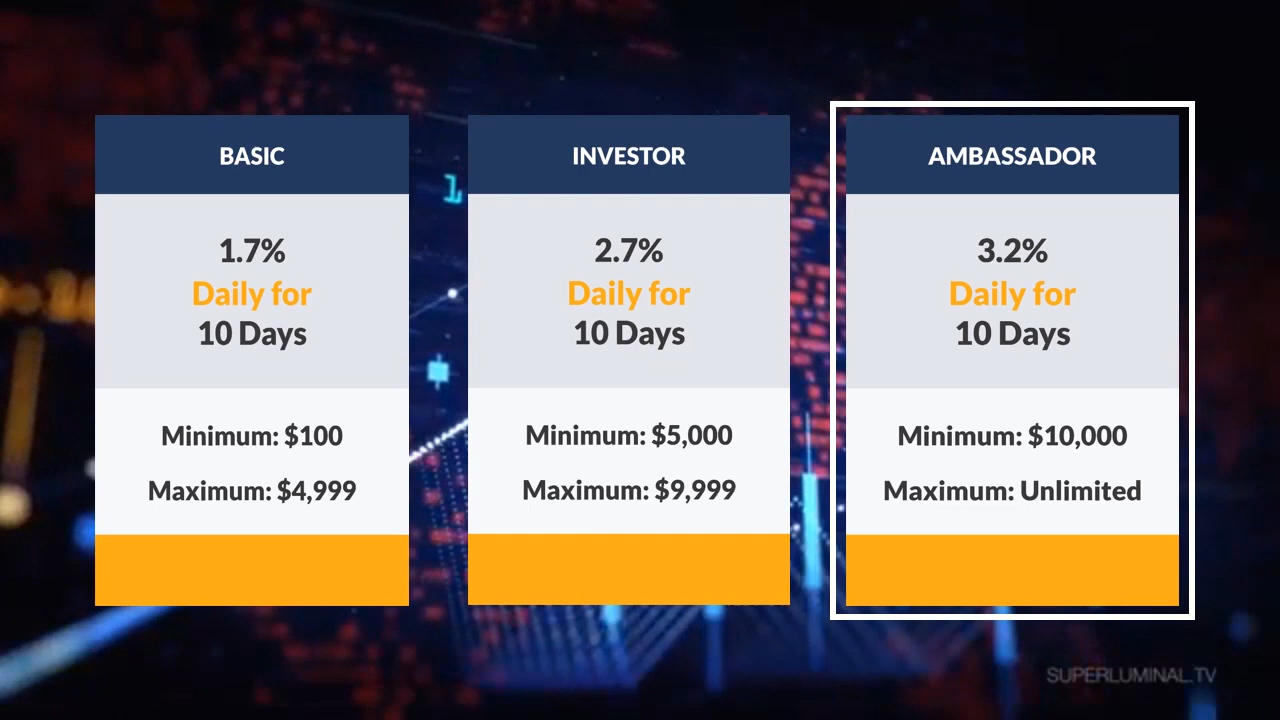 BASIC
1.7%
Daily for
10 Days
Minimum: $100
Maximum: $4,999
INVESTOR
2.7%
Daily for
10 Days
Minimum: $5,000
Maximum: $9,999
AMBASSADOR
3.2%
Daily for
10 Days
Minimum: $10,000
Maximum: Unlimited
SUPERLUMINAL.TV